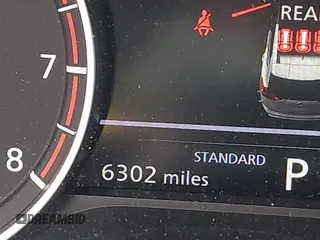 REA
7
STANDARD
8
6302 miles
P
DREAMBID